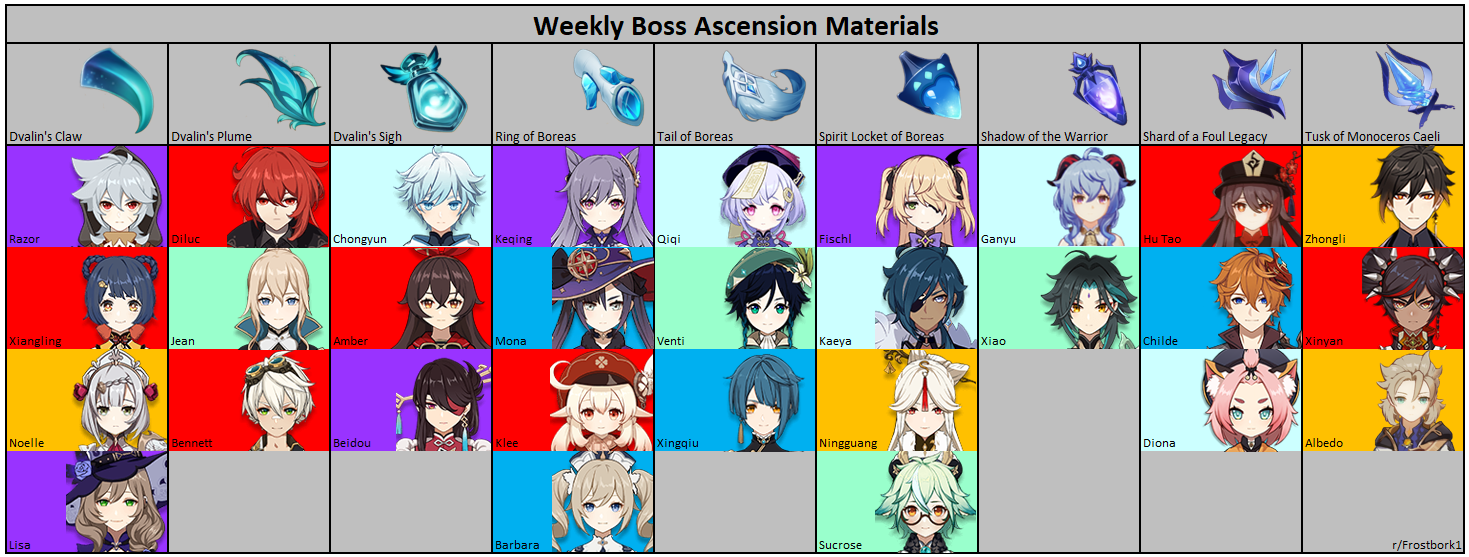 Weekly Boss Ascension Materials
Dvalin's Claw
Dvalin's Plume
Dvalin's Sigh
Ring of Boreas
Tail of Boreas
Spirit Locket of Boreas
Shadow of the Warrior
Shard of a Foul Legacy
Tusk of Monoceros Caeli
Razor
Diluc
Chongyun
Keqing
Qiqi
Fischl
Ganyu
Hu Tao
Zhongli
Xiangling
Jean
Amber
Mona
Venti
Kaeya
Xiao
Childe
Xinyan
Noelle
Bennett
Beidou
Klee
Xingqiu
Ningguang
Diona
Albedo
Lisa
Barbara
Sucrose
r/Frostbork1